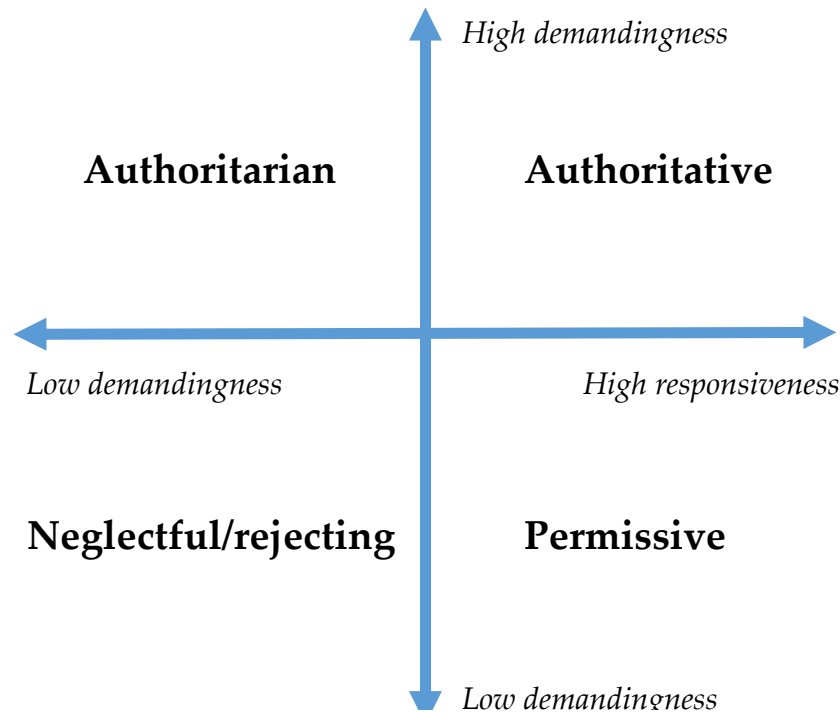 High demandingness
Authoritarian
Authoritative
Low demandingness
High responsiveness
Neglectful/rejecting
Permissive
Low demandingness